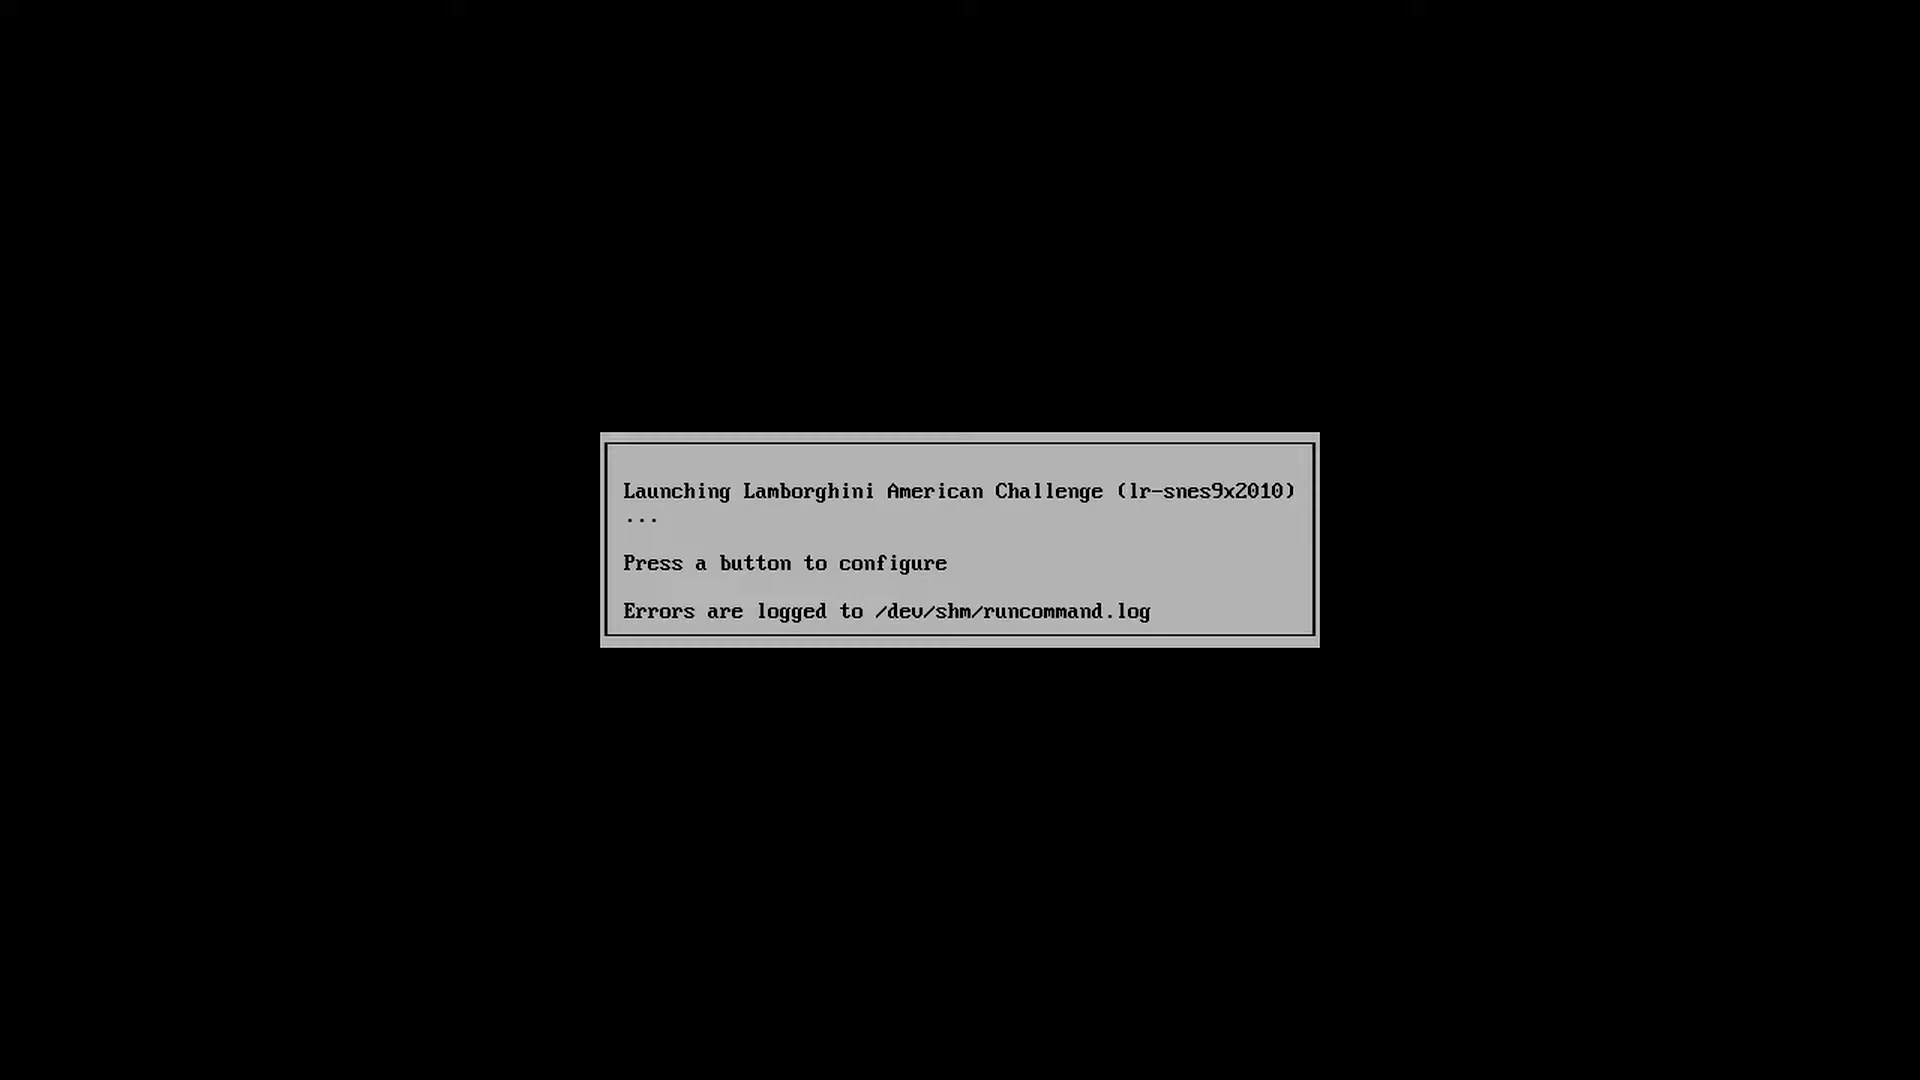 Launching Lamborghini American Challenge (lr-snes9x2010)
...
Press a button to configure
Errors are logged to /dev/shm/runcommand.log